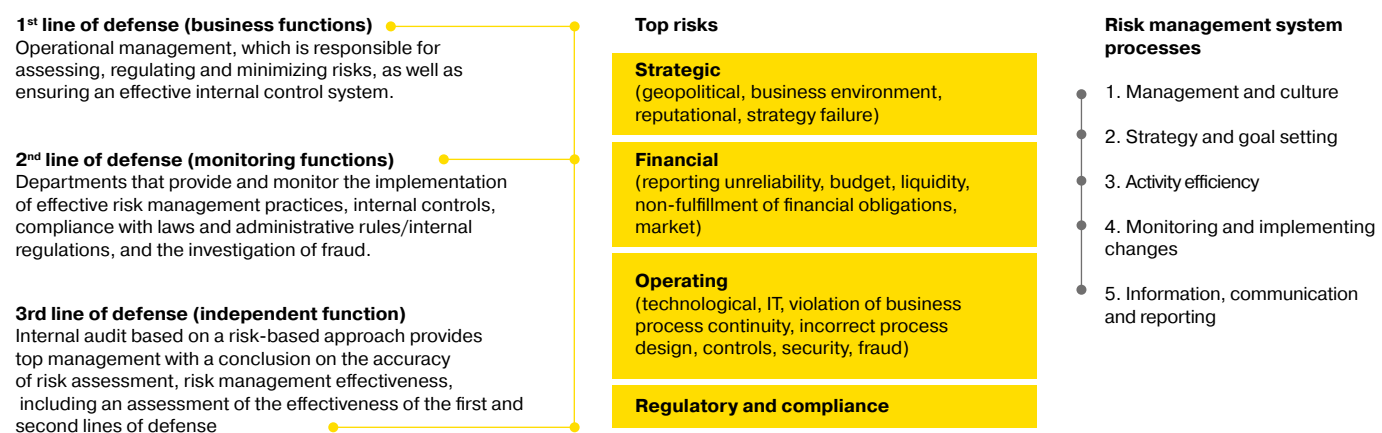 1st line of defense (business functions)
Operational management, which is responsible for
assessing, regulating and minimizing risks, as well as
ensuring an effective internal control system.
2nd line of defense (monitoring functions)
Departments that provide and monitor the implementation
of effective risk management practices, internal controls,
compliance with laws and administrative rules/internal
regulations, and the investigation of fraud.
3rd line of defense (independent function)
Internal audit based on a risk-based approach provides
top management with a conclusion on the accuracy
of risk assessment, risk management effectiveness,
including an assessment of the effectiveness of the first and
second lines of defense
Top risks
Strategic
(geopolitical, business environment,
reputational, strategy failure)
Financial
(reporting unreliability, budget, liquidity,
non-fulfillment of financial obligations,
market)
Operating
(technological, IT, violation of business
process continuity, incorrect process
design, controls, security, fraud)
Regulatory and compliance
Risk management system
processes
1. Management and culture
2. Strategy and goal setting
3. Activity efficiency
4. Monitoring and implementing
changes
5. Information, communication
and reporting